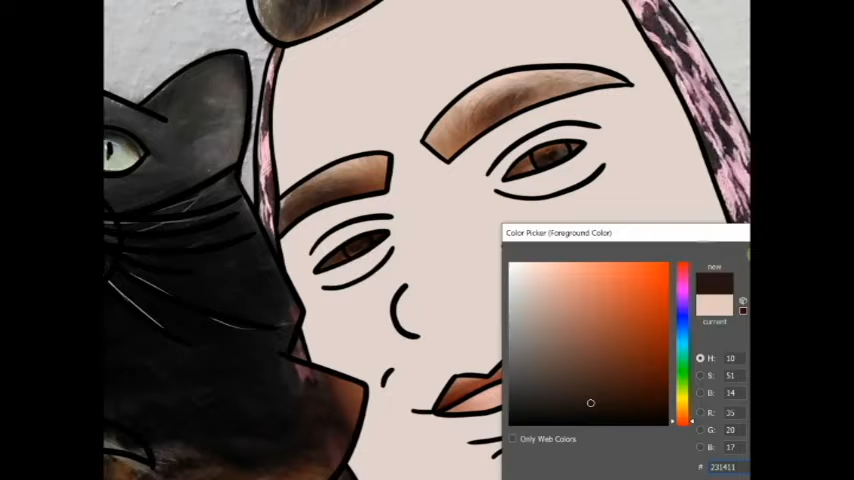 Color Picker (Foreground Color)
new
current
H: 10
S: 51
B: 14
R: 35
G: 20
B: 17
# 231411
Only Web Colors